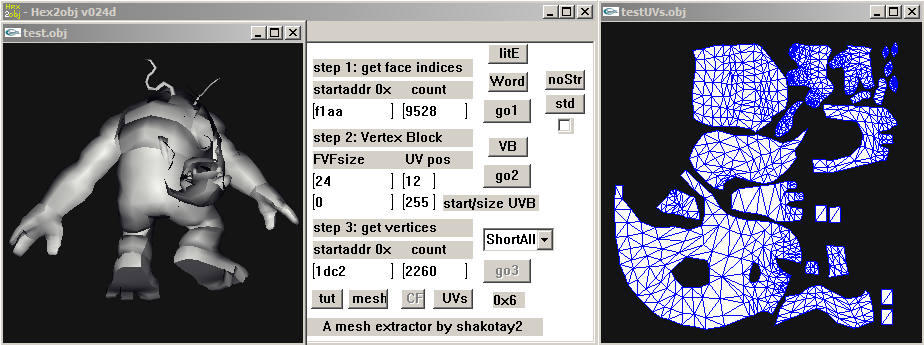 Hex
2obj
- Hex2obj v024d
test.obj
testUVs.obj
litE
step 1: get face indices
Word
noStr
startaddr 0x count
std
[f1aa ] [9528 ]
go1
step 2: Vertex Block
VB
FVFsize UV pos
go2
[24 ] [12 ]
[0 ] [255 ] start/size UVB
step 3: get vertices
ShortAll
startaddr 0x count
[1dc2 ] [2260 ]
go3
tut mesh CF UVs 0x6
A mesh extractor by shakotay2